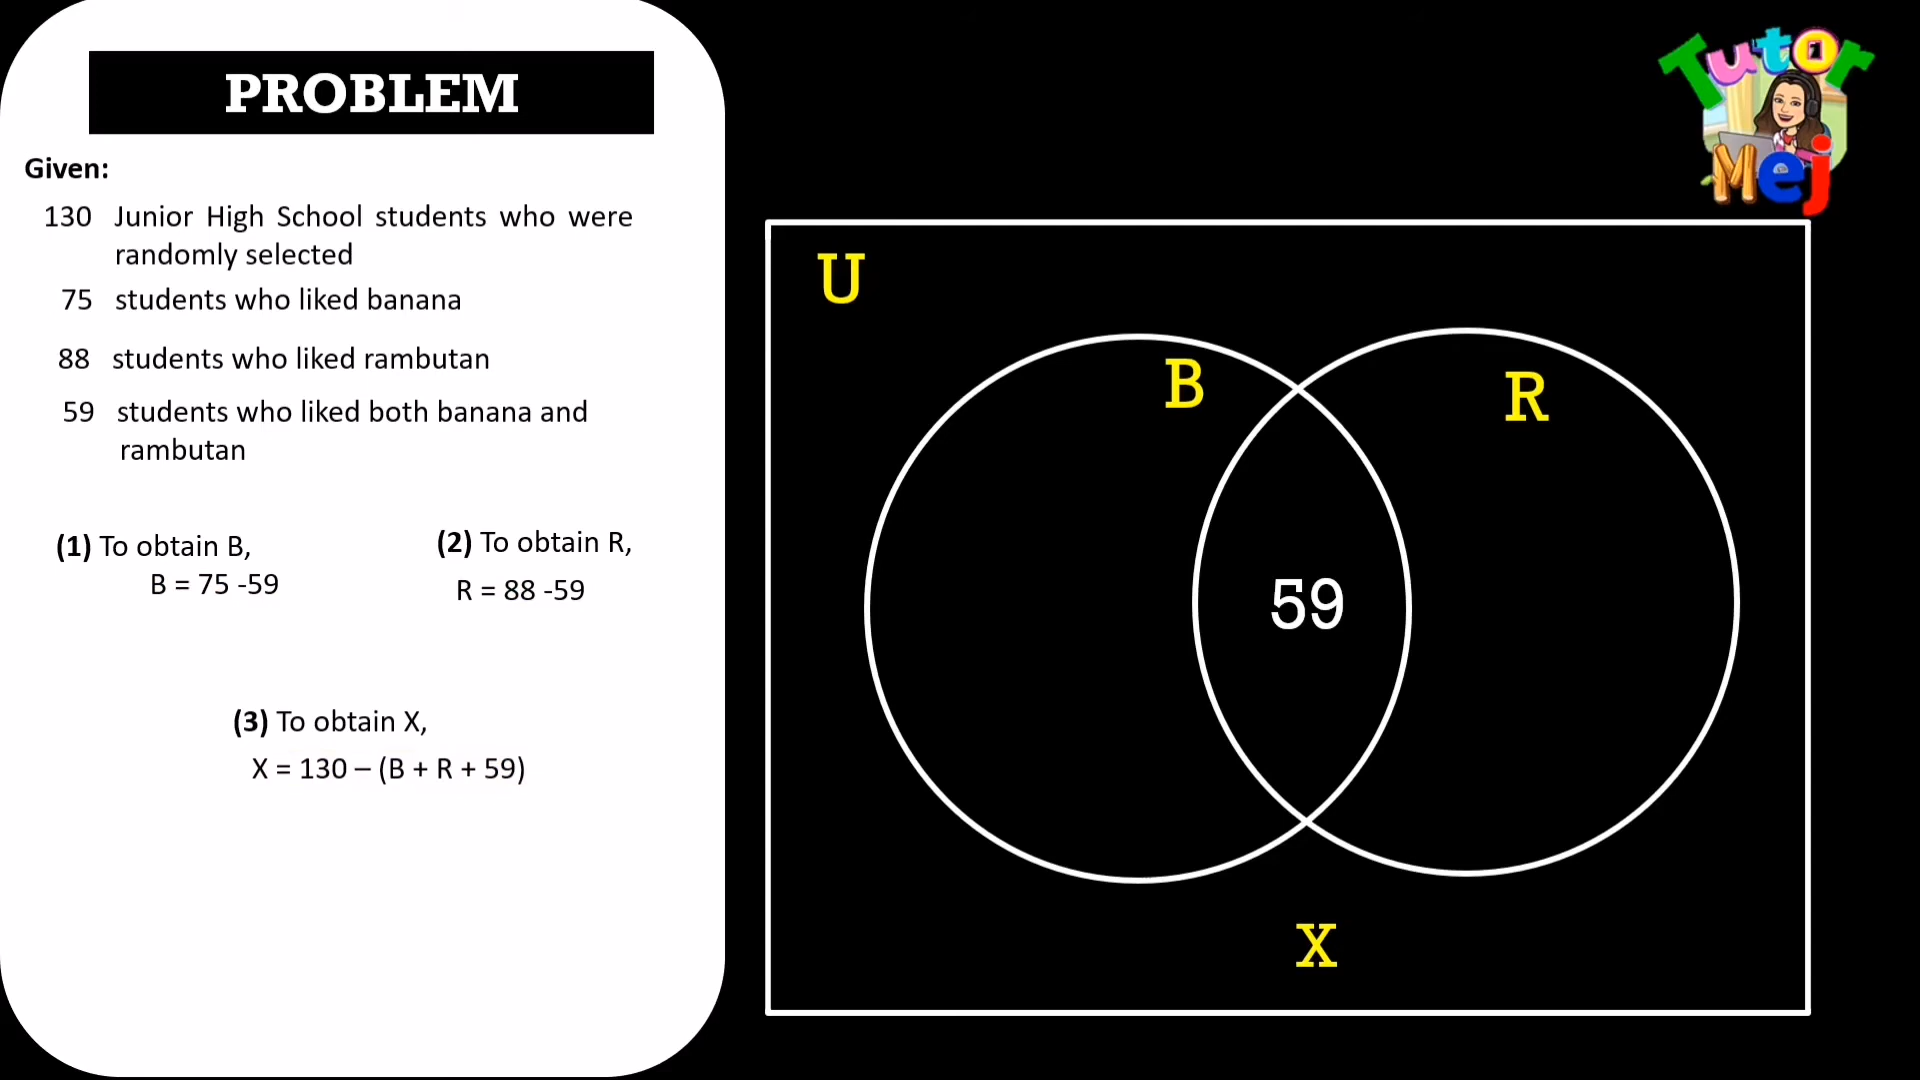 PROBLEM
Given:
130 Junior High School students who were
randomly selected
75 students who liked banana
88 students who liked rambutan
59 students who liked both banana and
rambutan
(1) To obtain B,
B = 75 -59
(2) To obtain R,
R = 88 -59
(3) To obtain X,
X = 130 – (B + R + 59)
Tutor
Mej
U
B
R
59
X